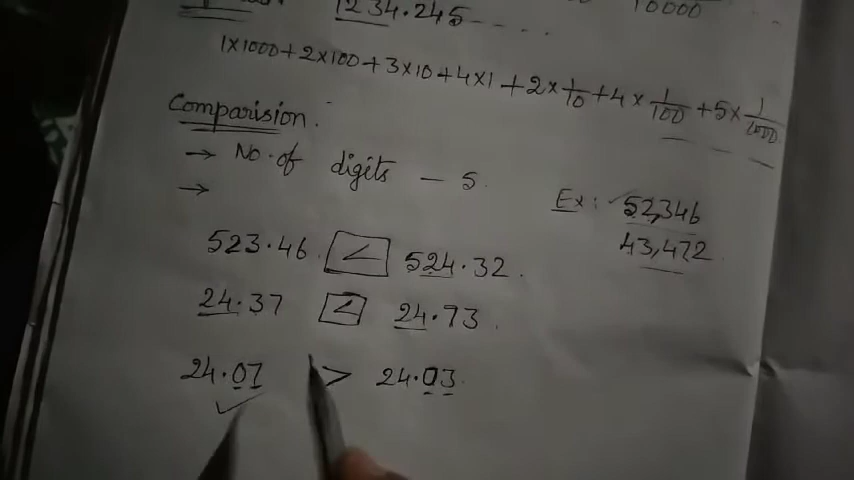 1234.245 - - . . .
10000
1×1000+2×100+3×10+4×1+2×1/10+4×1/100+5×1/1000
Comparision :
→ No. of digits — 5
→
Ex : 52,346
43,472
523.46 < 524.32
24.37 < 24.73
24.07 > 24.03